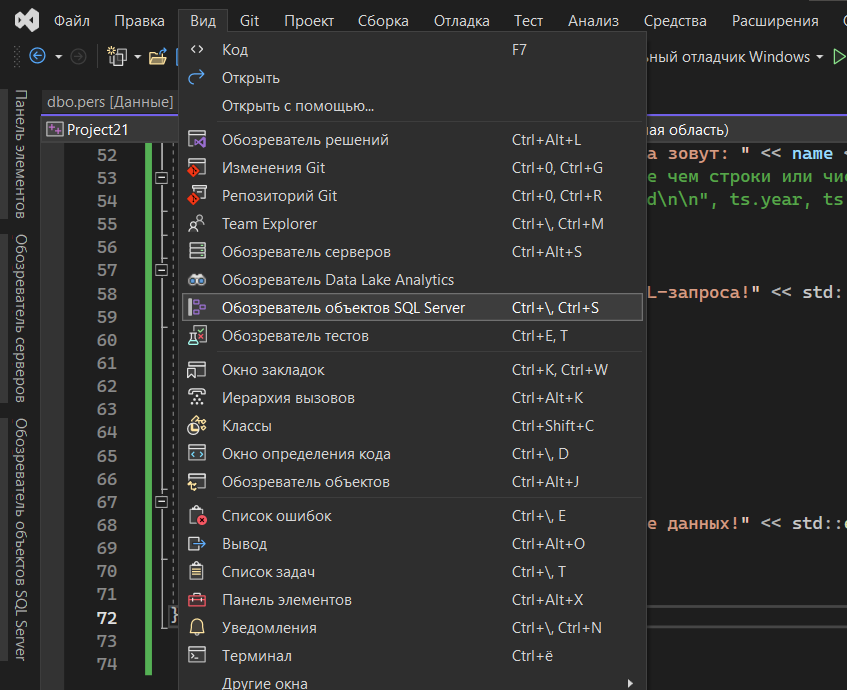 Файл Правка Вид Git Проект Сборка Отладка Тест Анализ Средства Расширения
ный отладчик Windows
dbo.pers [Данные]
Project21
ная область)
Панель элементов
Обозреватель серверов
Обозреватель объектов SQL Server
Код F7
Открыть
Открыть с помощью...
Обозреватель решений Ctrl+Alt+L
Изменения Git Ctrl+0, Ctrl+G
Репозиторий Git Ctrl+0, Ctrl+R
Team Explorer Ctrl+\, Ctrl+M
Обозреватель серверов Ctrl+Alt+S
Обозреватель Data Lake Analytics
Обозреватель объектов SQL Server Ctrl+\, Ctrl+S
Обозреватель тестов Ctrl+E, T
Окно закладок Ctrl+K, Ctrl+W
Иерархия вызовов Ctrl+Alt+K
Классы Ctrl+Shift+C
Окно определения кода Ctrl+\, D
Обозреватель объектов Ctrl+Alt+J
Список ошибок Ctrl+\, E
Вывод Ctrl+Alt+O
Список задач Ctrl+\, T
Панель элементов Ctrl+Alt+X
Уведомления Ctrl+\, Ctrl+N
Терминал Ctrl+ё
Другие окна
52
53
54
55
56
57
58
59
60
61
62
63
64
65
66
67
68
69
70
71
72 }
73
74
а зовут: " << name <
е чем строки или чис
d\n\n", ts.year, ts
L-запроса!" << std:
е данных!" << std::